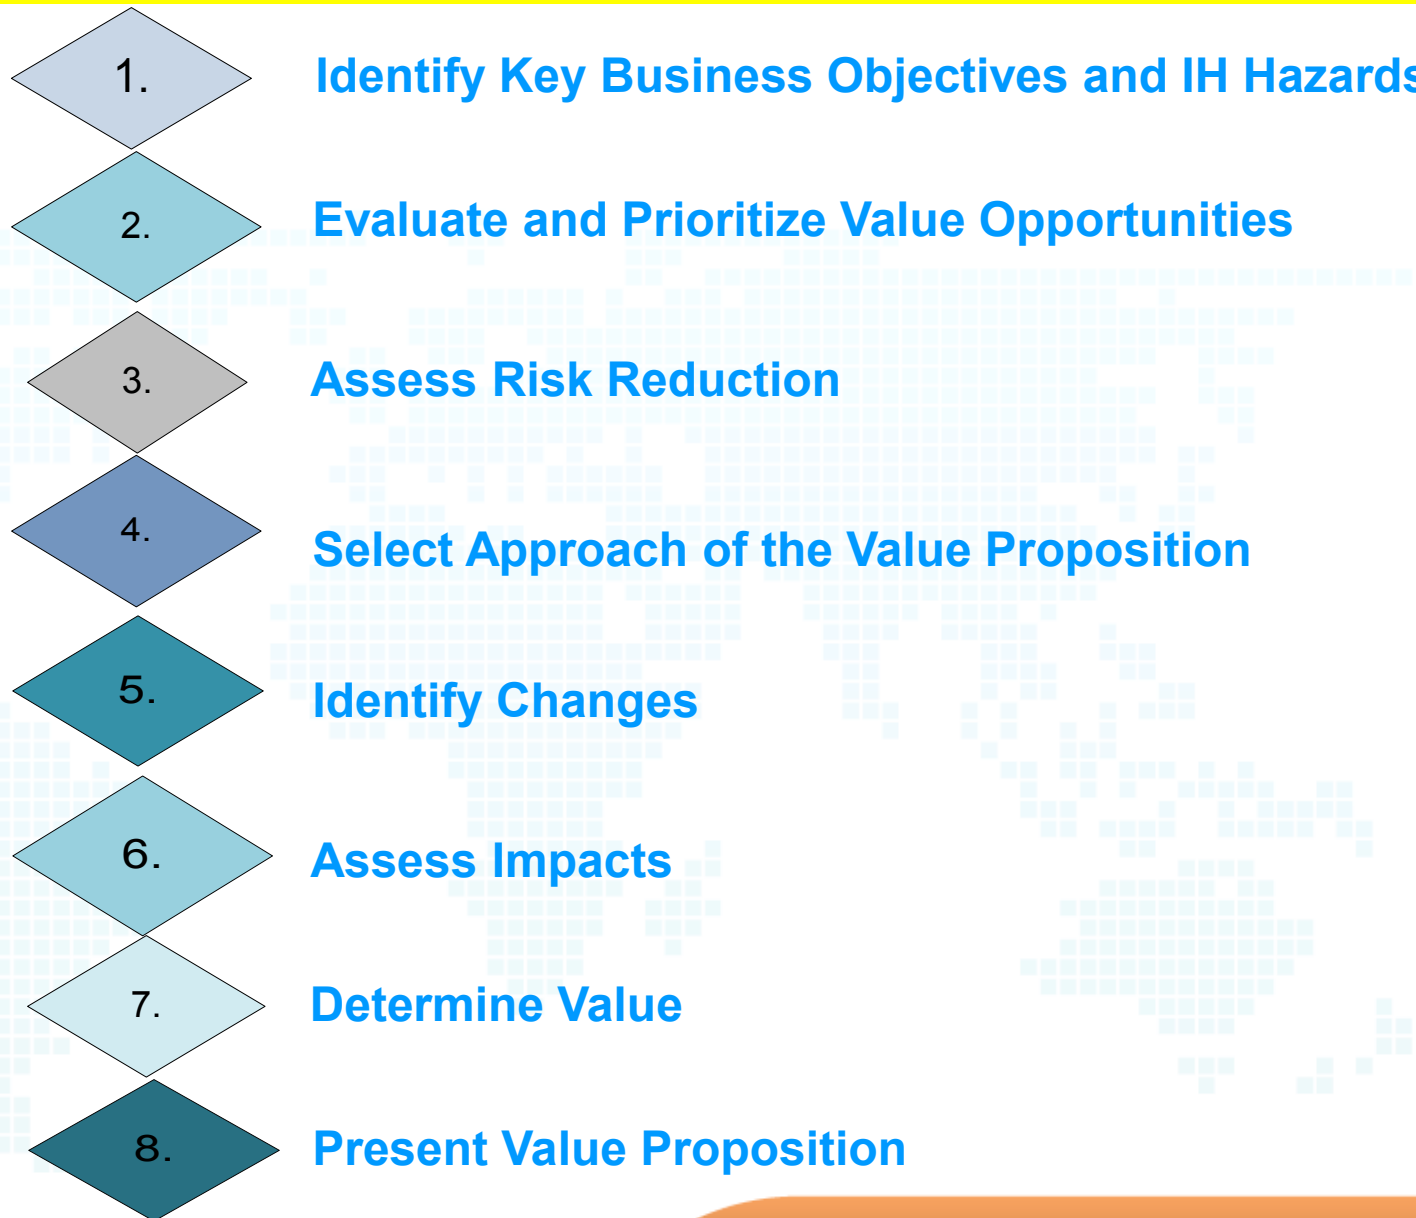 1. Identify Key Business Objectives and IH Hazards
2. Evaluate and Prioritize Value Opportunities
3. Assess Risk Reduction
4. Select Approach of the Value Proposition
5. Identify Changes
6. Assess Impacts
7. Determine Value
8. Present Value Proposition